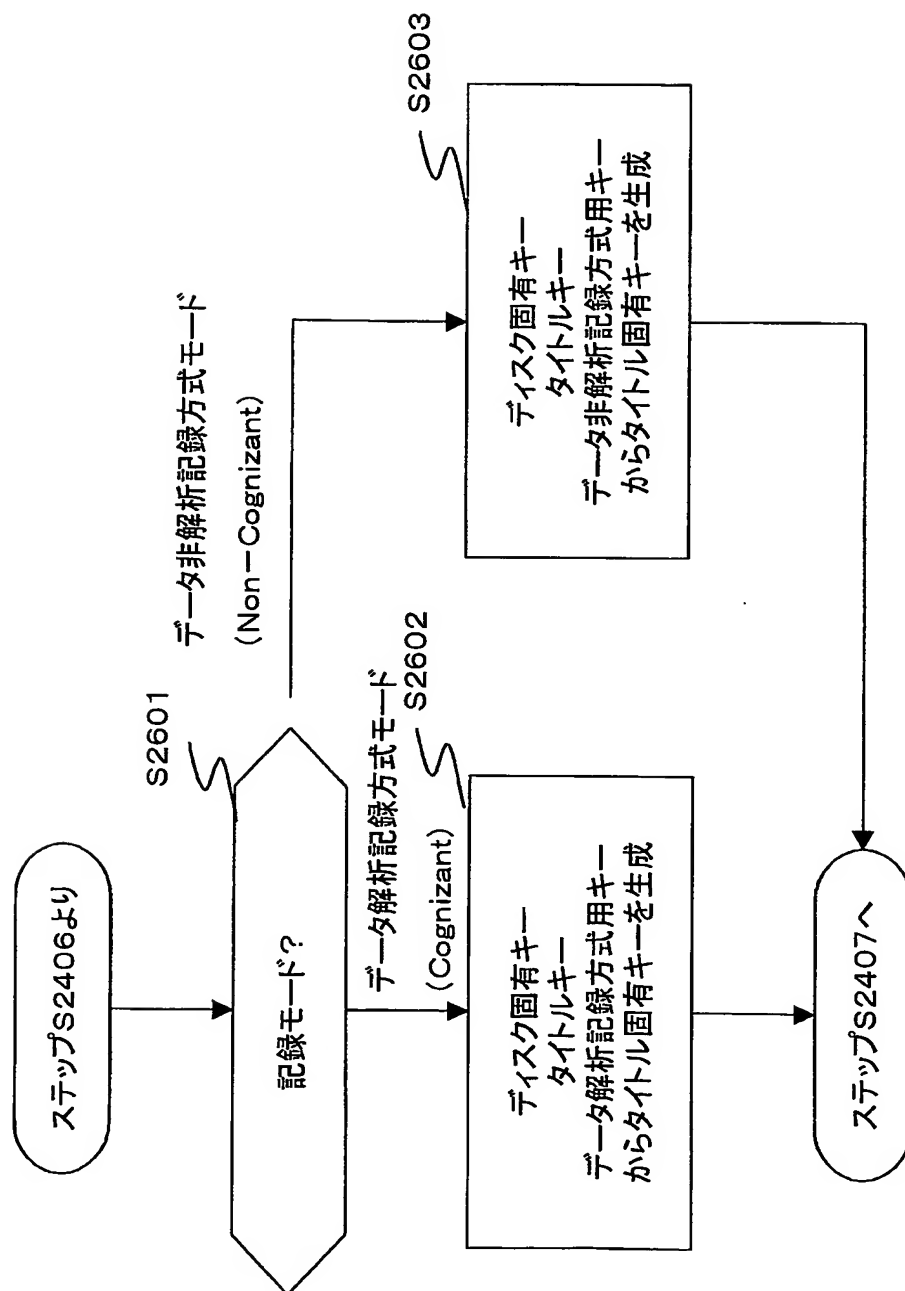 ステップS2406より
S2601
記録モード?
データ非解析記録方式モード
(Non-Cognizant)
データ解析記録方式モード
(Cognizant)
S2602
ディスク固有キー
タイトルキー
データ解析記録方式用キー
からタイトル固有キーを生成
S2603
ディスク固有キー
タイトルキー
データ非解析記録方式用キー
からタイトル固有キーを生成
ステップS2407へ